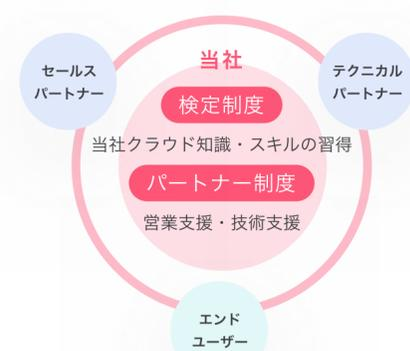 当社
セールス
パートナー
テクニカル
パートナー
検定制度
当社クラウド知識・スキルの習得
パートナー制度
営業支援・技術支援
エンド
ユーザー